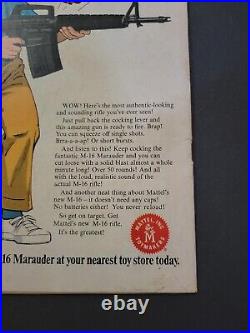 WOW! Here's the most authentic-looking
and sounding rifle you've ever seen!
Just pull back the cocking lever and
this amazing gun is ready to fire. Brap!
You can squeeze off single shots.
Brra-a-a-ap! Or short bursts.
And listen to this! Keep cocking the
fantastic M-16 Marauder and you can
cut loose with a solid blast almost a whole
minute long! Over 50 rounds! And all
with the loud, realistic sound of the
actual M-16 rifle!
And another neat thing about Mattel's
new M-16 – it doesn't need any caps!
No batteries either! You never reload!
So get on target. Get
Mattel's new M-16 rifle.
It's the greatest!
MATTEL, INC.
M
TOYMAKERS
16 Marauder at your nearest toy store today.